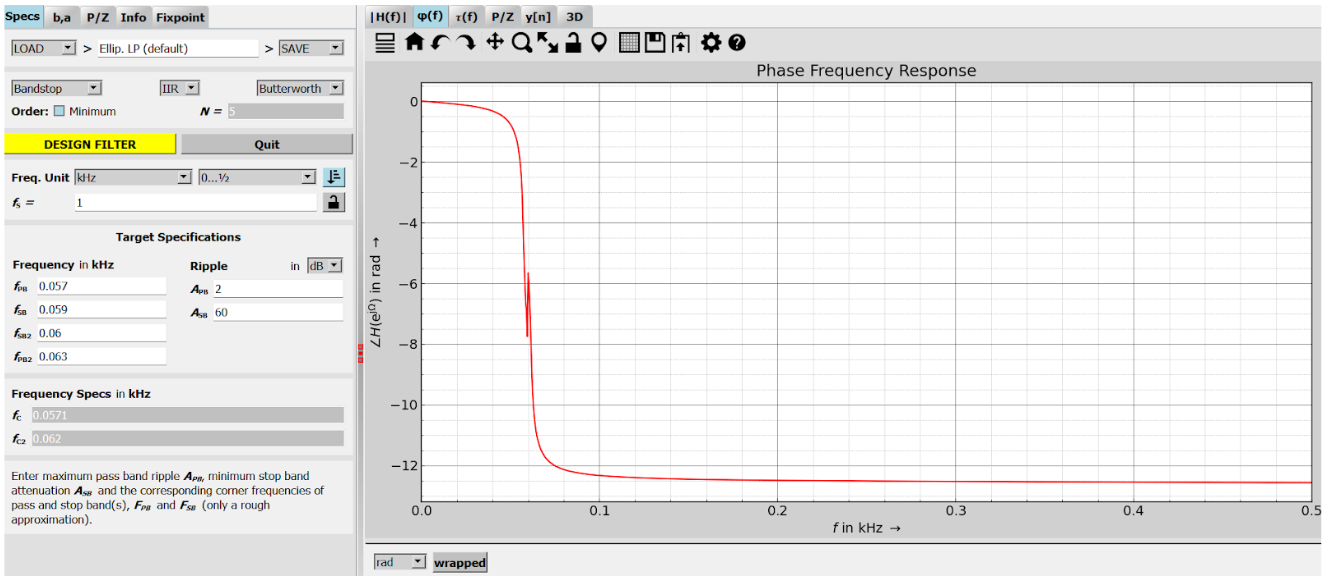 Specs b,a P/Z Info Fixpoint
LOAD > Ellip. LP (default) > SAVE
Bandstop IIR Butterworth
Order: Minimum N = 5
DESIGN FILTER Quit
Freq. Unit kHz 0...½
fS = 1
Target Specifications
Frequency in kHz Ripple in dB
fPB 0.057 APB 2
fSB 0.059 ASB 60
fSB2 0.06
fPB2 0.063
Frequency Specs in kHz
fC 0.0571
fC2 0.062
Enter maximum pass band ripple APB, minimum stop band
attenuation ASB and the corresponding corner frequencies of
pass and stop band(s), FPB and FSB (only a rough
approximation).
|H(f)| φ(f) τ(f) P/Z y[n] 3D
Phase Frequency Response
∠H(e^jΩ) in rad →
0
−2
−4
−6
−8
−10
−12
0.0 0.1 0.2 0.3 0.4 0.5
f in kHz →
rad wrapped